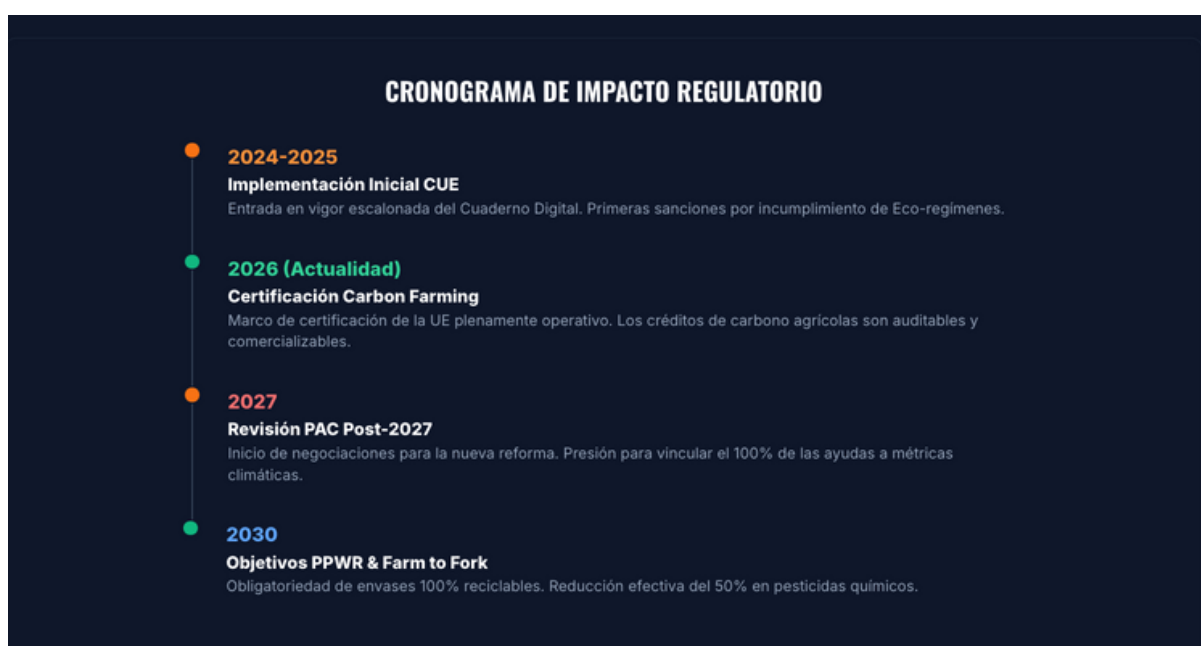 CRONOGRAMA DE IMPACTO REGULATORIO
2024-2025
Implementación Inicial CUE
Entrada en vigor escalonada del Cuaderno Digital. Primeras sanciones por incumplimiento de Eco-regímenes.
2026 (Actualidad)
Certificación Carbon Farming
Marco de certificación de la UE plenamente operativo. Los créditos de carbono agrícolas son auditables y
comercializables.
2027
Revisión PAC Post-2027
Inicio de negociaciones para la nueva reforma. Presión para vincular el 100% de las ayudas a métricas
climáticas.
2030
Objetivos PPWR & Farm to Fork
Obligatoriedad de envases 100% reciclables. Reducción efectiva del 50% en pesticidas químicos.